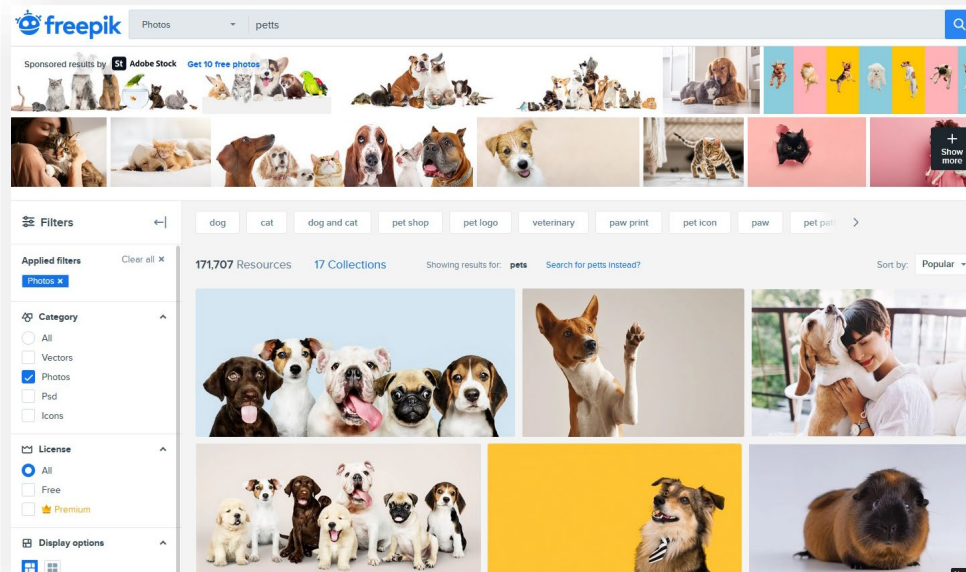 freepik Photos petts
Sponsored results by St Adobe Stock Get 10 free photos
+
Show
more
Filters
dog cat dog and cat pet shop pet logo veterinary paw print pet icon paw pet
Applied filters Clear all ×
Photos ×
171,707 Resources 17 Collections Showing results for: pets Search for petts instead? Sort by: Popular
Category
All
Vectors
Photos
Psd
Icons
License
All
Free
Premium
Display options